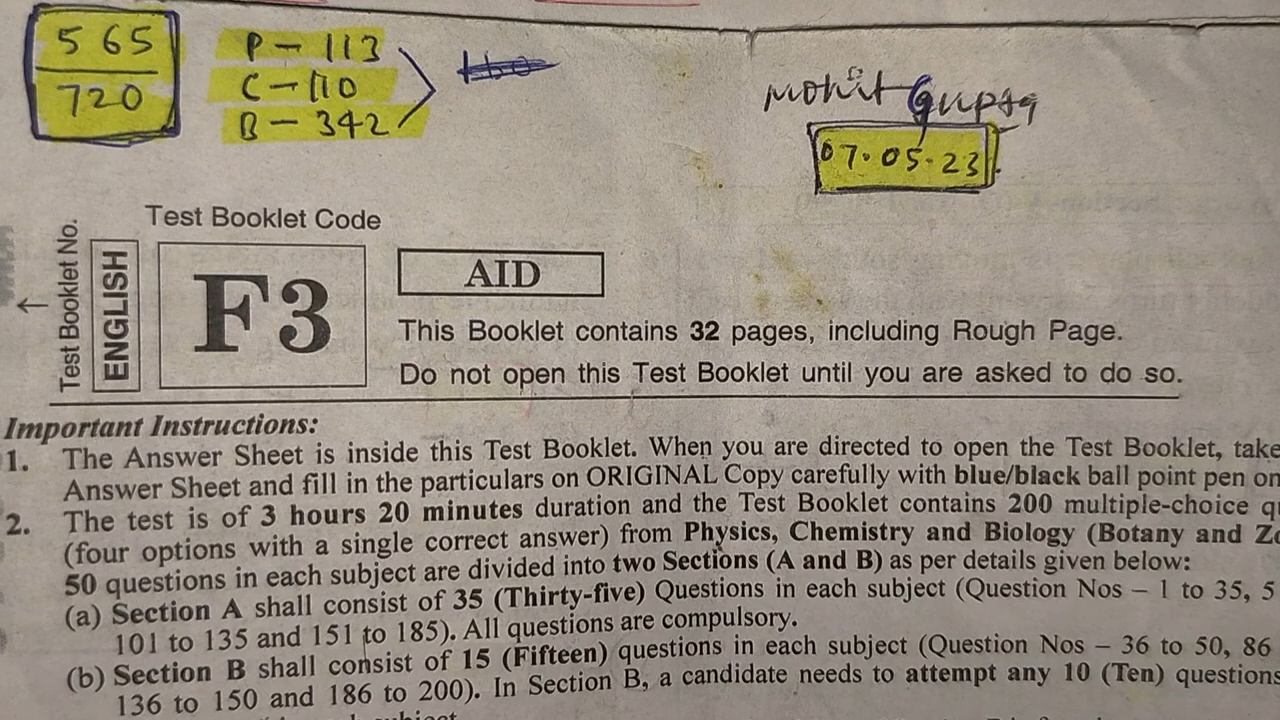 565
720
P - 113
C - 110
B - 342
Mohit Gupta
07.05.23
Test Booklet No.
ENGLISH
Test Booklet Code
F3
AID
This Booklet contains 32 pages, including Rough Page.
Do not open this Test Booklet until you are asked to do so.
Important Instructions:
1. The Answer Sheet is inside this Test Booklet. When you are directed to open the Test Booklet, take
Answer Sheet and fill in the particulars on ORIGINAL Copy carefully with blue/black ball point pen on
2. The test is of 3 hours 20 minutes duration and the Test Booklet contains 200 multiple-choice
(four options with a single correct answer) from Physics, Chemistry and Biology (Botany and
50 questions in each subject are divided into two Sections (A and B) as per details given below:
(a) Section A shall consist of 35 (Thirty-five) Questions in each subject (Question Nos – 1 to 35, 5
101 to 135 and 151 to 185). All questions are compulsory.
(b) Section B shall consist of 15 (Fifteen) questions in each subject (Question Nos – 36 to 50, 86
136 to 150 and 186 to 200). In Section B, a candidate needs to attempt any 10 (Ten) questions